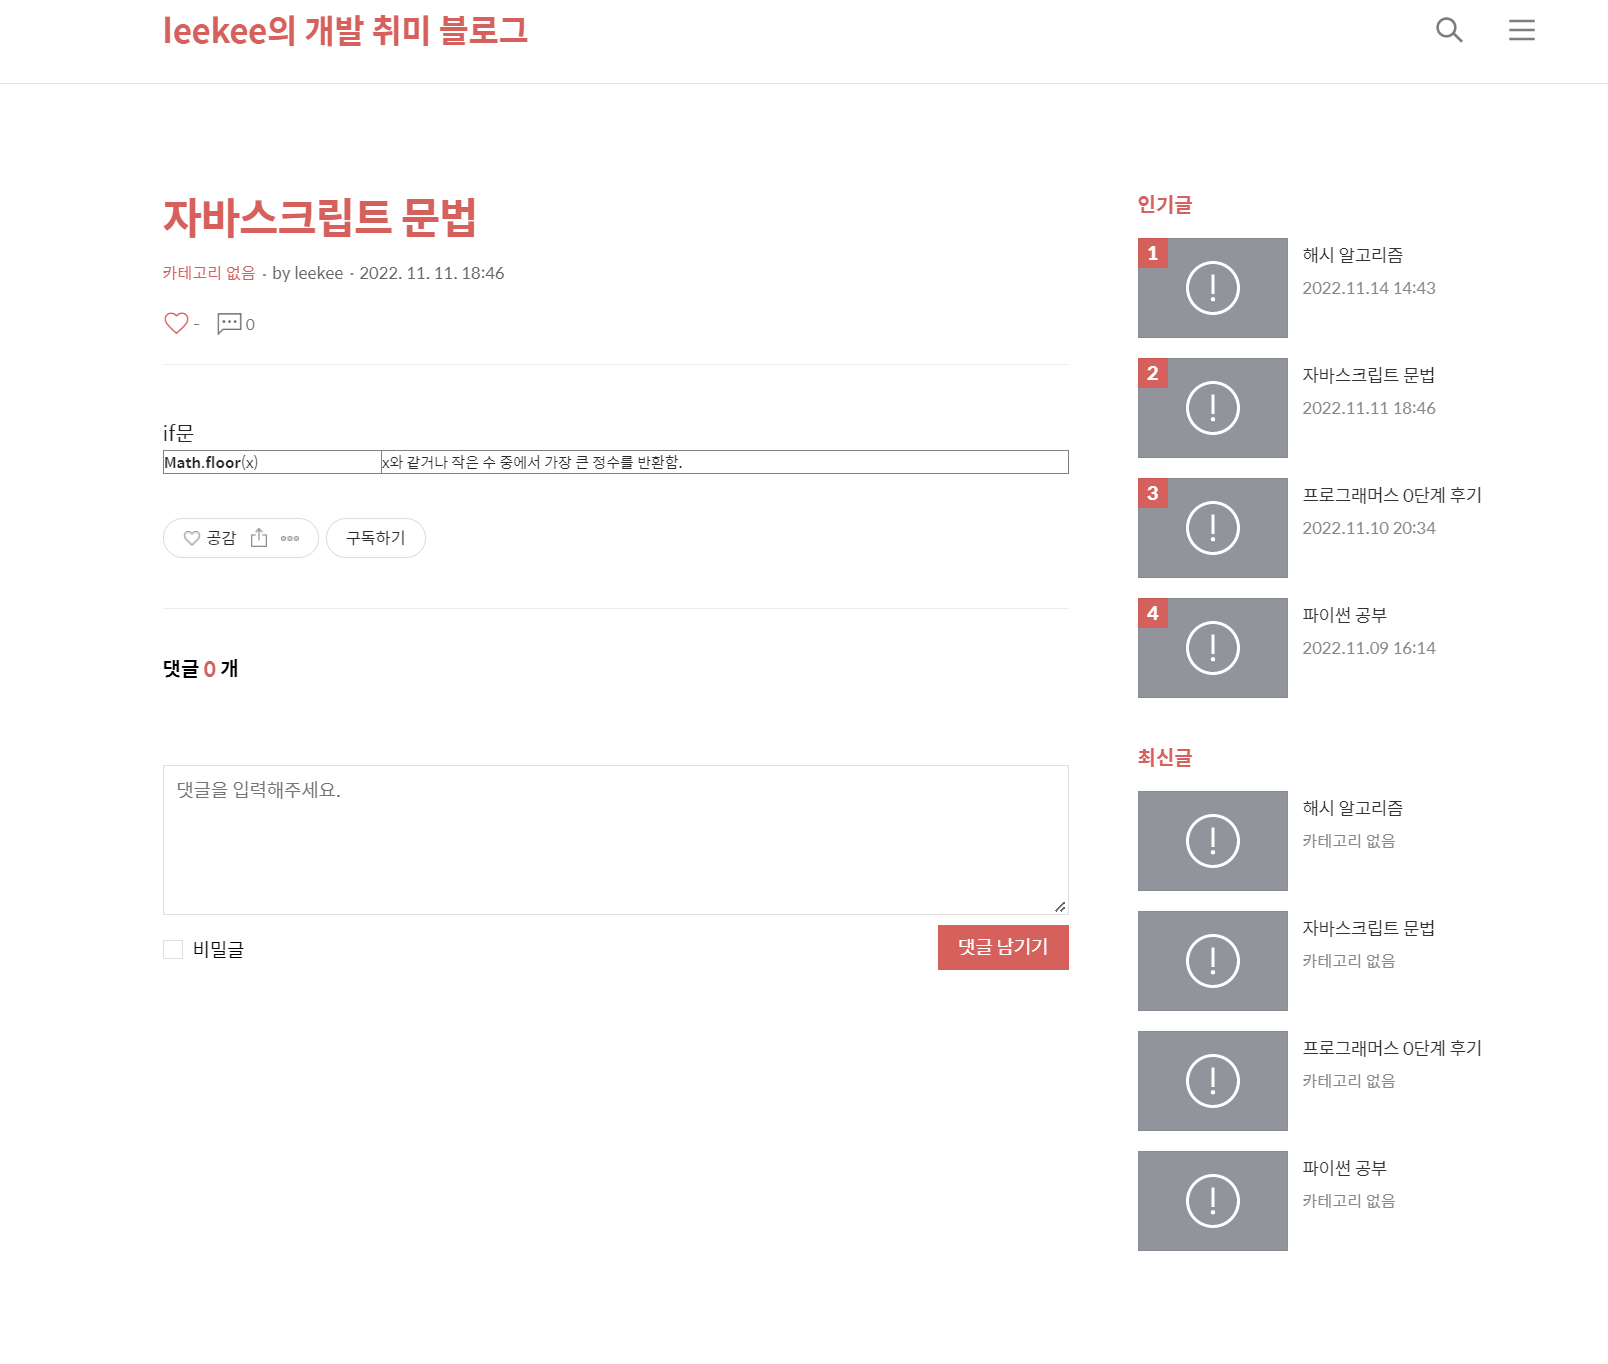 leekee의 개발 취미 블로그
자바스크립트 문법
카테고리 없음 · by leekee · 2022. 11. 11. 18:46
- 0
if문
Math.floor(x) x와 같거나 작은 수 중에서 가장 큰 정수를 반환함.
공감 구독하기
댓글 0 개
댓글을 입력해주세요.
비밀글 댓글 남기기
인기글
1 해시 알고리즘
2022.11.14 14:43
2 자바스크립트 문법
2022.11.11 18:46
3 프로그래머스 0단계 후기
2022.11.10 20:34
4 파이썬 공부
2022.11.09 16:14
최신글
해시 알고리즘
카테고리 없음
자바스크립트 문법
카테고리 없음
프로그래머스 0단계 후기
카테고리 없음
파이썬 공부
카테고리 없음